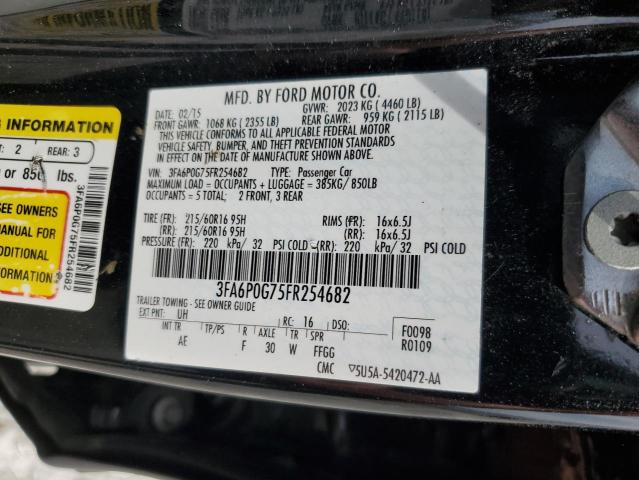 MFD. BY FORD MOTOR CO.
02/15 GVWR: 2023 KG ( 4460 LB)
FRONT GAWR: 1068 KG ( 2355 LB) REAR GAWR: 959 KG ( 2115 LB)
THIS VEHICLE CONFORMS TO ALL APPLICABLE FEDERAL MOTOR
VEHICLE SAFETY, BUMPER, AND THEFT PREVENTION STANDARDS
IN EFFECT ON THE DATE OF MANUFACTURE SHOWN ABOVE.
VIN: 3FA6P0G75FR254682 TYPE: Passenger Car
MAXIMUM LOAD = OCCUPANTS + LUGGAGE = 385KG/ 850LB
OCCUPANTS = 5 TOTAL; 2 FRONT, 3 REAR
TIRE (FR): 215/60R16 95H RIMS (FR): 16x6.5J
(RR): 215/60R16 95H (RR): 16x6.5J
PRESSURE (FR): 220 kPa/ 32 PSI COLD (RR): 220 kPa/ 32 PSI COLD
3FA6P0G75FR254682
TRAILER TOWING - SEE OWNER GUIDE
EXT PNT: UH RC: 16 DSO: F0098
INT TR TP/PS R AXLE TR SPR R0109
AE F 30 W FFGG
CMC 5U5A-5420472-AA
INFORMATION
2 REAR: 3
or 850 lbs.
SEE OWNERS
MANUAL FOR
ADDITIONAL
INFORMATION
3FA6P0G75FR254682